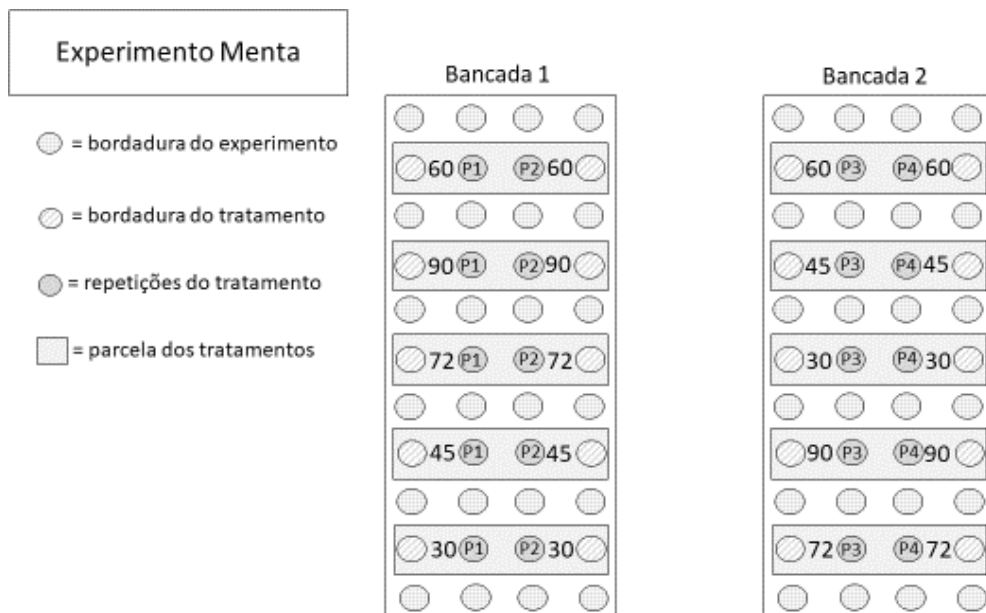 Experimento Menta
= bordadura do experimento
= bordadura do tratamento
= repetições do tratamento
= parcela dos tratamentos
Bancada 1
60 P1 P2 60
90 P1 P2 90
72 P1 P2 72
45 P1 P2 45
30 P1 P2 30
Bancada 2
60 P3 P4 60
45 P3 P4 45
30 P3 P4 30
90 P3 P4 90
72 P3 P4 72